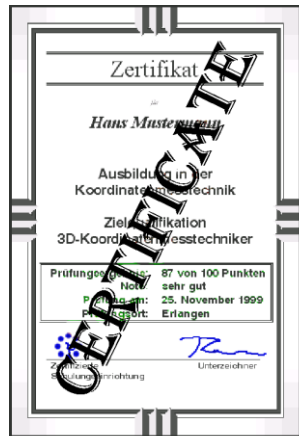 Zertifikat
für
Hans Mustermann
Ausbildung in der
Koordinatenmesstechnik
Zielqualifikation
3D-Koordinatenmesstechniker
Prüfungsergebnis: 87 von 100 Punkten
Note: sehr gut
Prüfung am: 25. November 1999
Prüfungsort: Erlangen
Zertifizierte Unterzeichner
Schulungseinrichtung
CERTIFICATE